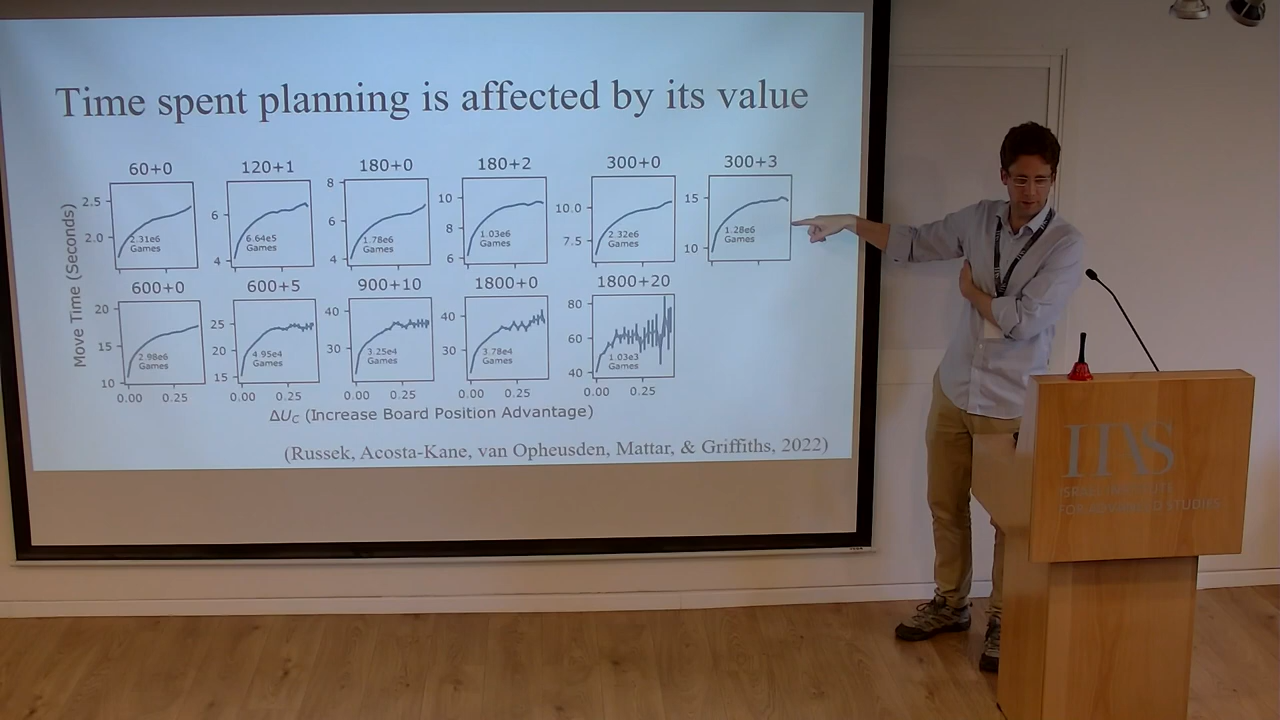 Time spent planning is affected by its value
60+0
120+1
180+0
180+2
300+0
300+3
Move Time (Seconds)
2.5
2.0
2.31e6
Games
6
4
6.64e5
Games
8
6
4
1.78e6
Games
10
8
6
1.03e6
Games
10.0
7.5
2.32e6
Games
15
10
1.28e6
Games
600+0
600+5
900+10
1800+0
1800+20
20
15
10
2.98e6
Games
25
20
15
4.95e4
Games
40
30
3.25e4
Games
40
30
3.78e4
Games
80
60
40
1.03e3
Games
0.00 0.25
0.00 0.25
0.00 0.25
0.00 0.25
0.00 0.25
ΔU_C (Increase Board Position Advantage)
(Russek, Acosta-Kane, van Opheusden, Mattar, & Griffiths, 2022)
IIAS
ISRAEL INSTITUTE
FOR ADVANCED STUDIES